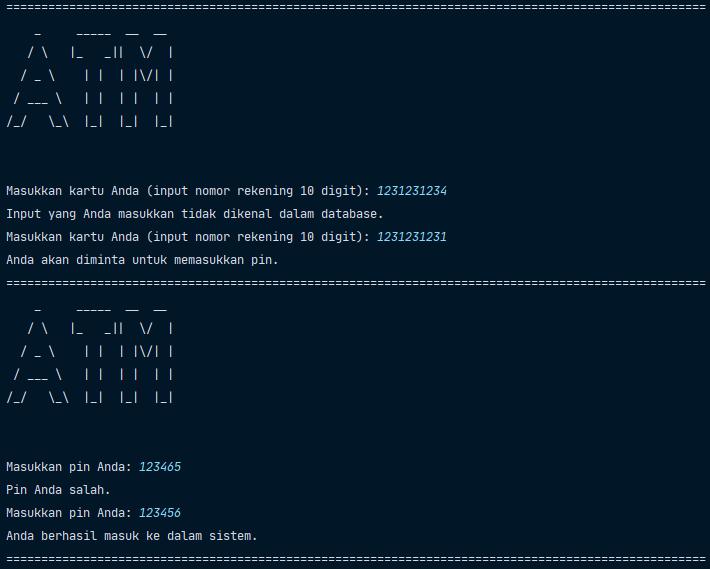 ====================================================================================================
    _     _____  __  __
   / \   |_   _||  \/  |
  / _ \    | |  | |\/| |
 / ___ \   | |  | |  | |
/_/   \_\  |_|  |_|  |_|
Masukkan kartu Anda (input nomor rekening 10 digit): 1231231234
Input yang Anda masukkan tidak dikenal dalam database.
Masukkan kartu Anda (input nomor rekening 10 digit): 1231231231
Anda akan diminta untuk memasukkan pin.
====================================================================================================
    _     _____  __  __
   / \   |_   _||  \/  |
  / _ \    | |  | |\/| |
 / ___ \   | |  | |  | |
/_/   \_\  |_|  |_|  |_|
Masukkan pin Anda: 123465
Pin Anda salah.
Masukkan pin Anda: 123456
Anda berhasil masuk ke dalam sistem.
====================================================================================================